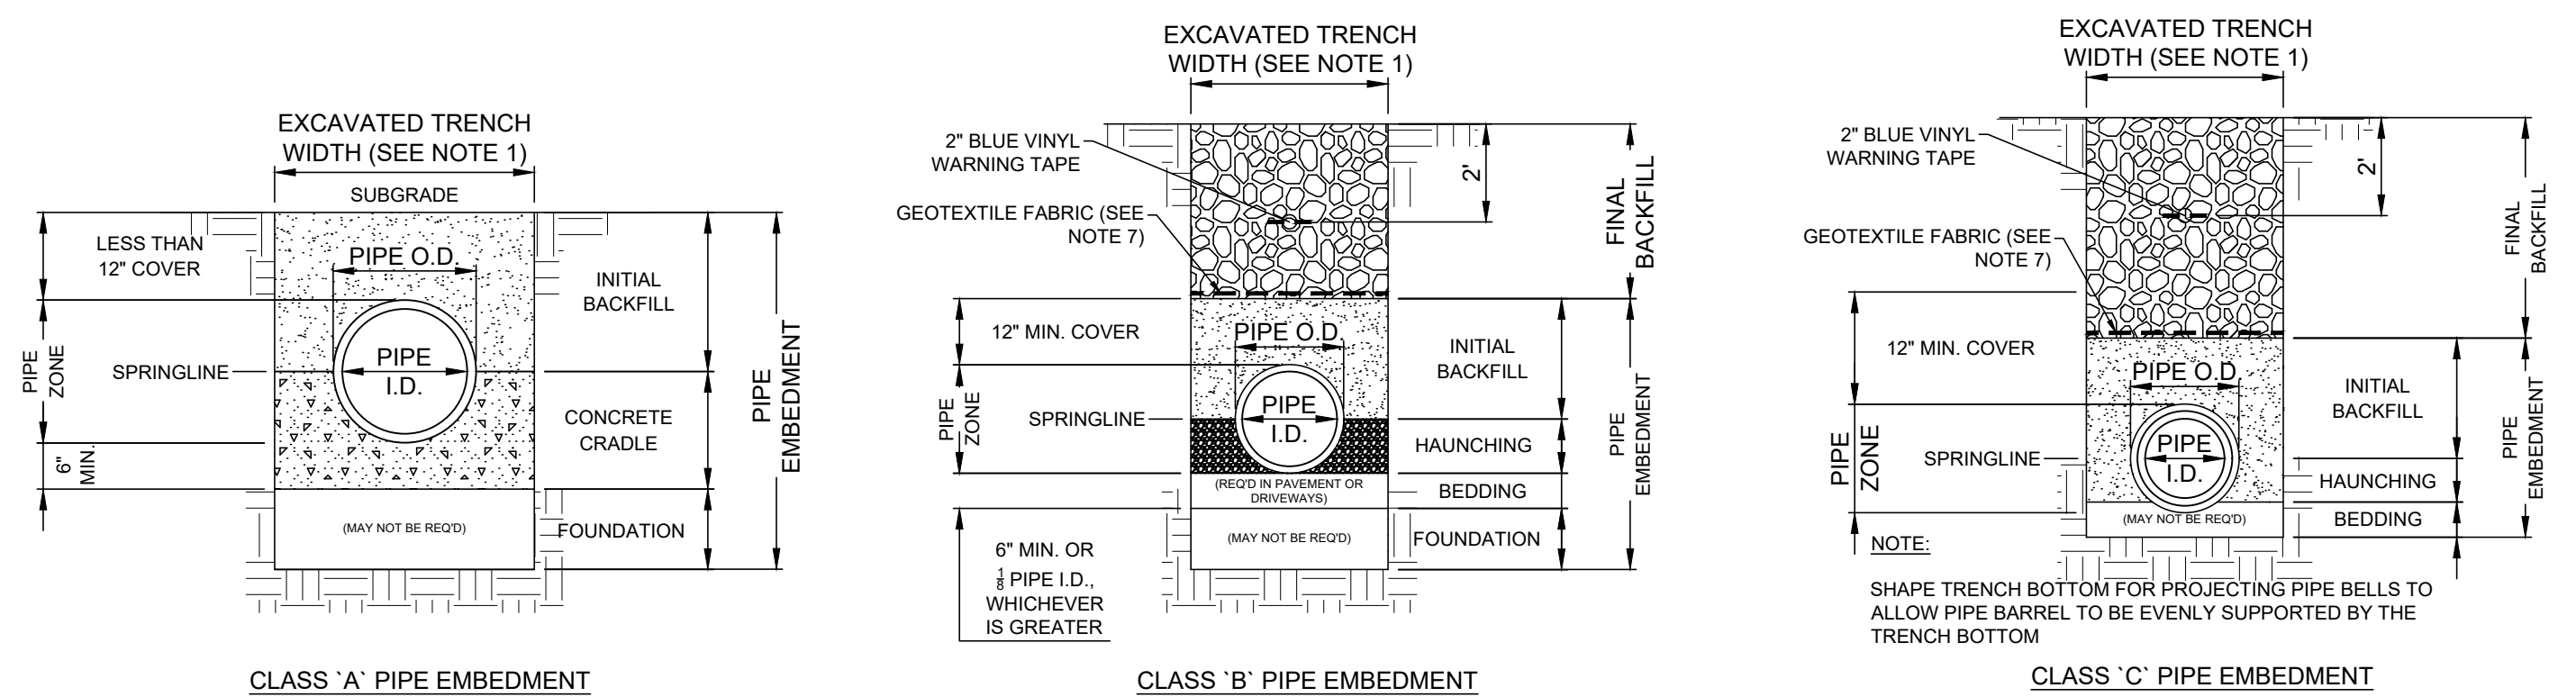 EXCAVATED TRENCH
WIDTH (SEE NOTE 1)
SUBGRADE
LESS THAN
12" COVER
PIPE O.D.
INITIAL
BACKFILL
PIPE
ZONE
SPRINGLINE
PIPE
I.D.
PIPE
EMBEDMENT
CONCRETE
CRADLE
6"
MIN.
(MAY NOT BE REQ'D)
FOUNDATION
CLASS `A` PIPE EMBEDMENT
EXCAVATED TRENCH
WIDTH (SEE NOTE 1)
2" BLUE VINYL
WARNING TAPE
2'
FINAL
BACKFILL
GEOTEXTILE FABRIC (SEE
NOTE 7)
12" MIN. COVER
PIPE O.D.
INITIAL
BACKFILL
PIPE
ZONE
SPRINGLINE
PIPE
I.D.
HAUNCHING
PIPE
EMBEDMENT
(REQ'D IN PAVEMENT OR
DRIVEWAYS)
BEDDING
(MAY NOT BE REQ'D)
FOUNDATION
6" MIN. OR
1/8 PIPE I.D.,
WHICHEVER
IS GREATER
CLASS `B` PIPE EMBEDMENT
EXCAVATED TRENCH
WIDTH (SEE NOTE 1)
2" BLUE VINYL
WARNING TAPE
2'
FINAL
BACKFILL
GEOTEXTILE FABRIC (SEE
NOTE 7)
12" MIN. COVER
PIPE O.D.
INITIAL
BACKFILL
PIPE
ZONE
SPRINGLINE
PIPE
I.D.
HAUNCHING
PIPE
EMBEDMENT
(MAY NOT BE REQ'D)
BEDDING
NOTE:
SHAPE TRENCH BOTTOM FOR PROJECTING PIPE BELLS TO
ALLOW PIPE BARREL TO BE EVENLY SUPPORTED BY THE
TRENCH BOTTOM
CLASS `C` PIPE EMBEDMENT